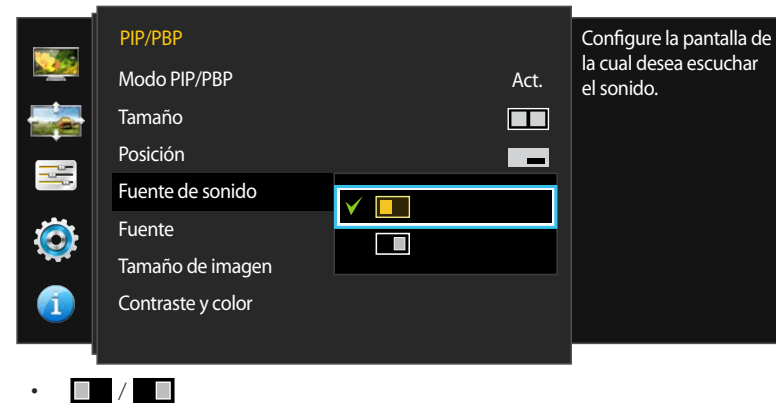 PIP/PBP
Modo PIP/PBP Act.
Tamaño
Posición
Fuente de sonido
Fuente
Tamaño de imagen
Contraste y color
Configure la pantalla de
la cual desea escuchar
el sonido.
i
• /